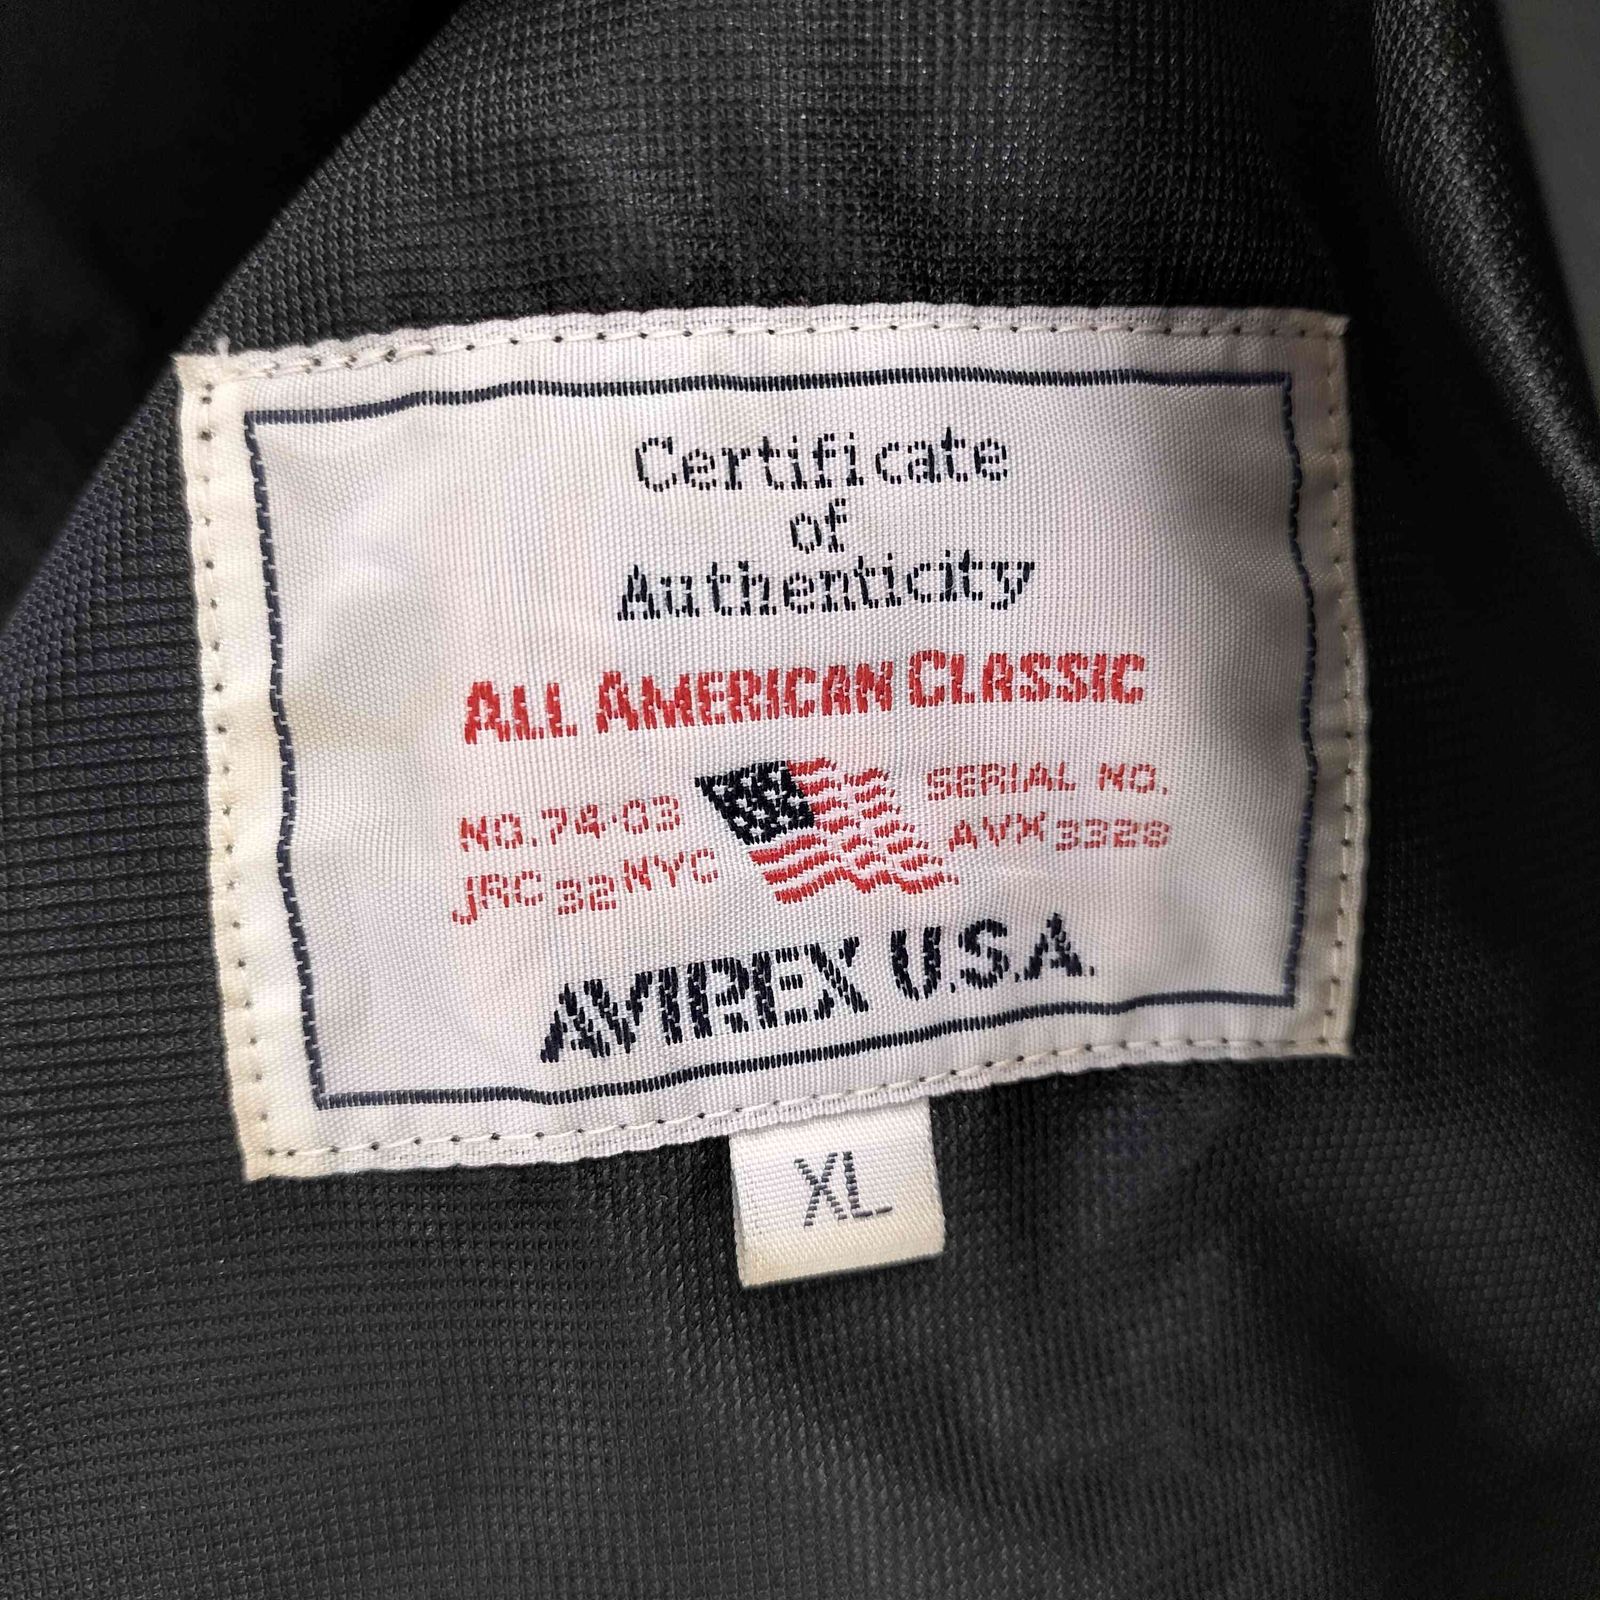 Certificate
of
Authenticity
ALL AMERICAN CLASSIC
NO. 74-03
JRC 32 NYC
SERIAL NO.
AVX 3328
AVIREX U.S.A.
XL